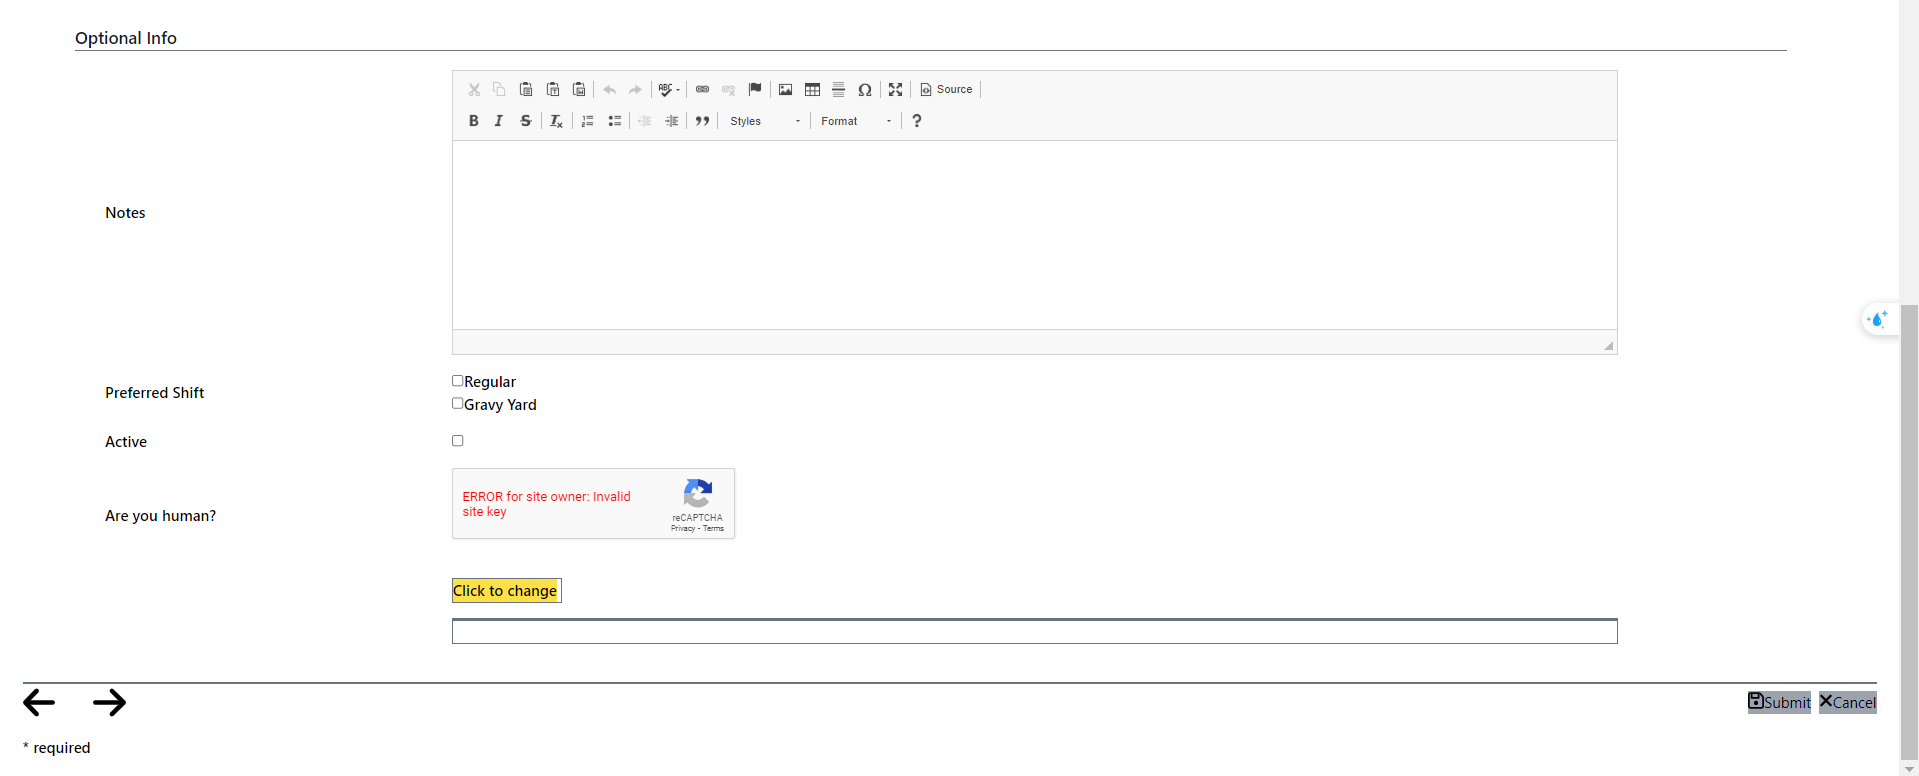 Optional Info
Source
B I S Styles Format ?
Notes
Preferred Shift
Regular
Gravy Yard
Active
Are you human?
ERROR for site owner: Invalid
site key
reCAPTCHA
Privacy - Terms
Click to change
Submit Cancel
* required